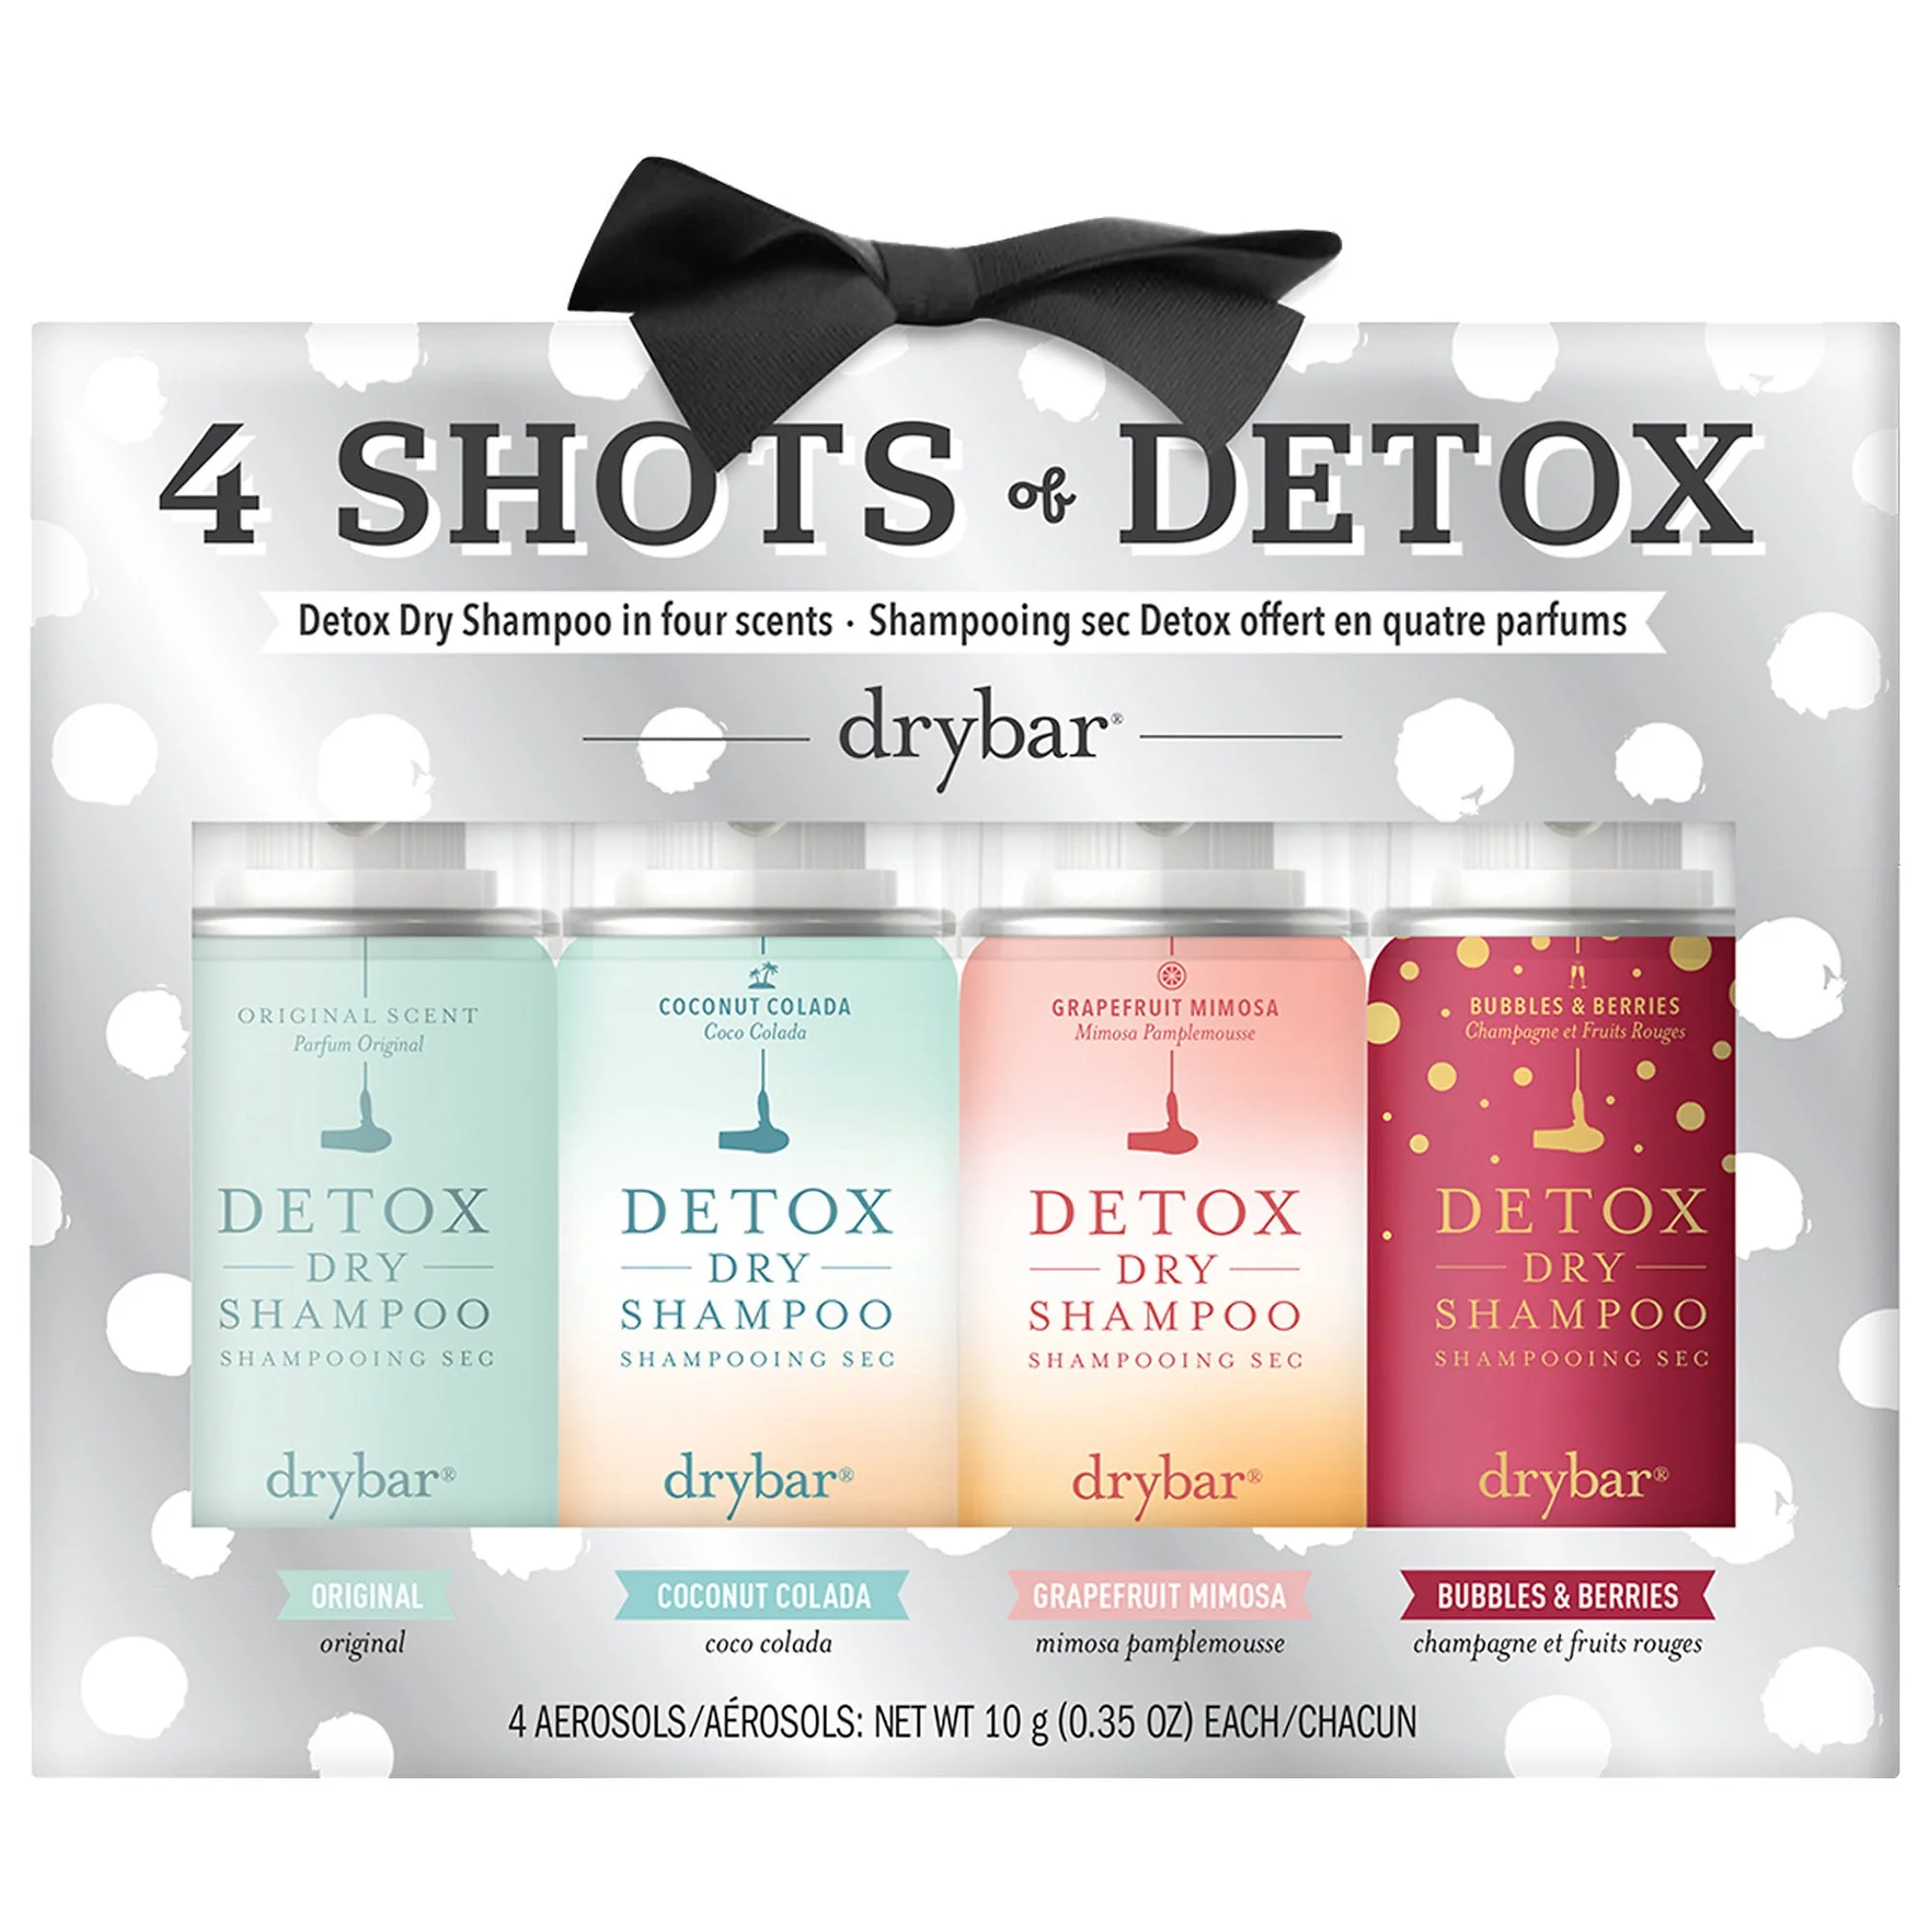 4 SHOTS of DETOX
Detox Dry Shampoo in four scents · Shampooing sec Detox offert en quatre parfums
drybar®
ORIGINAL SCENT
Parfum Original
DETOX
DRY
SHAMPOO
SHAMPOOING SEC
drybar®
COCONUT COLADA
Coco Colada
DETOX
DRY
SHAMPOO
SHAMPOOING SEC
drybar®
GRAPEFRUIT MIMOSA
Mimosa Pamplemousse
DETOX
DRY
SHAMPOO
SHAMPOOING SEC
drybar®
BUBBLES & BERRIES
Champagne et Fruits Rouges
DETOX
DRY
SHAMPOO
SHAMPOOING SEC
drybar®
ORIGINAL
original
COCONUT COLADA
coco colada
GRAPEFRUIT MIMOSA
mimosa pamplemousse
BUBBLES & BERRIES
champagne et fruits rouges
4 AEROSOLS/AÉROSOLS: NET WT 10 g (0.35 OZ) EACH/CHACUN